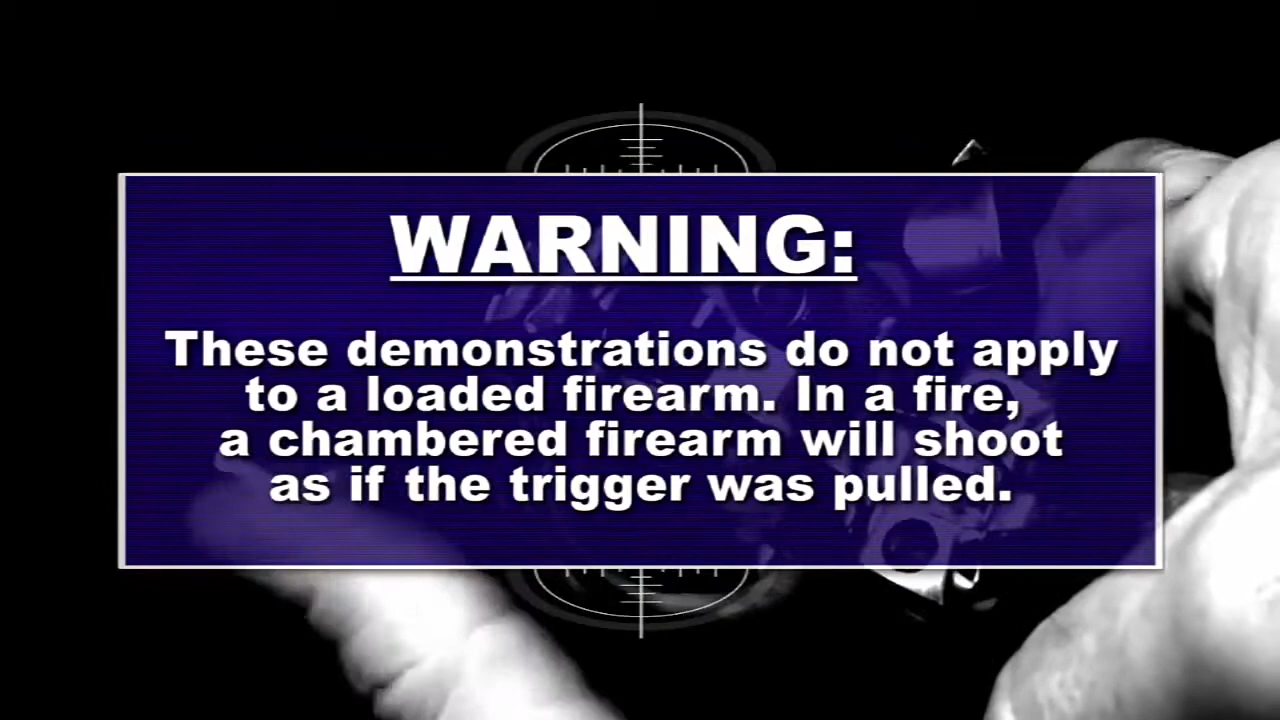 WARNING:
These demonstrations do not apply
to a loaded firearm. In a fire,
a chambered firearm will shoot
as if the trigger was pulled.